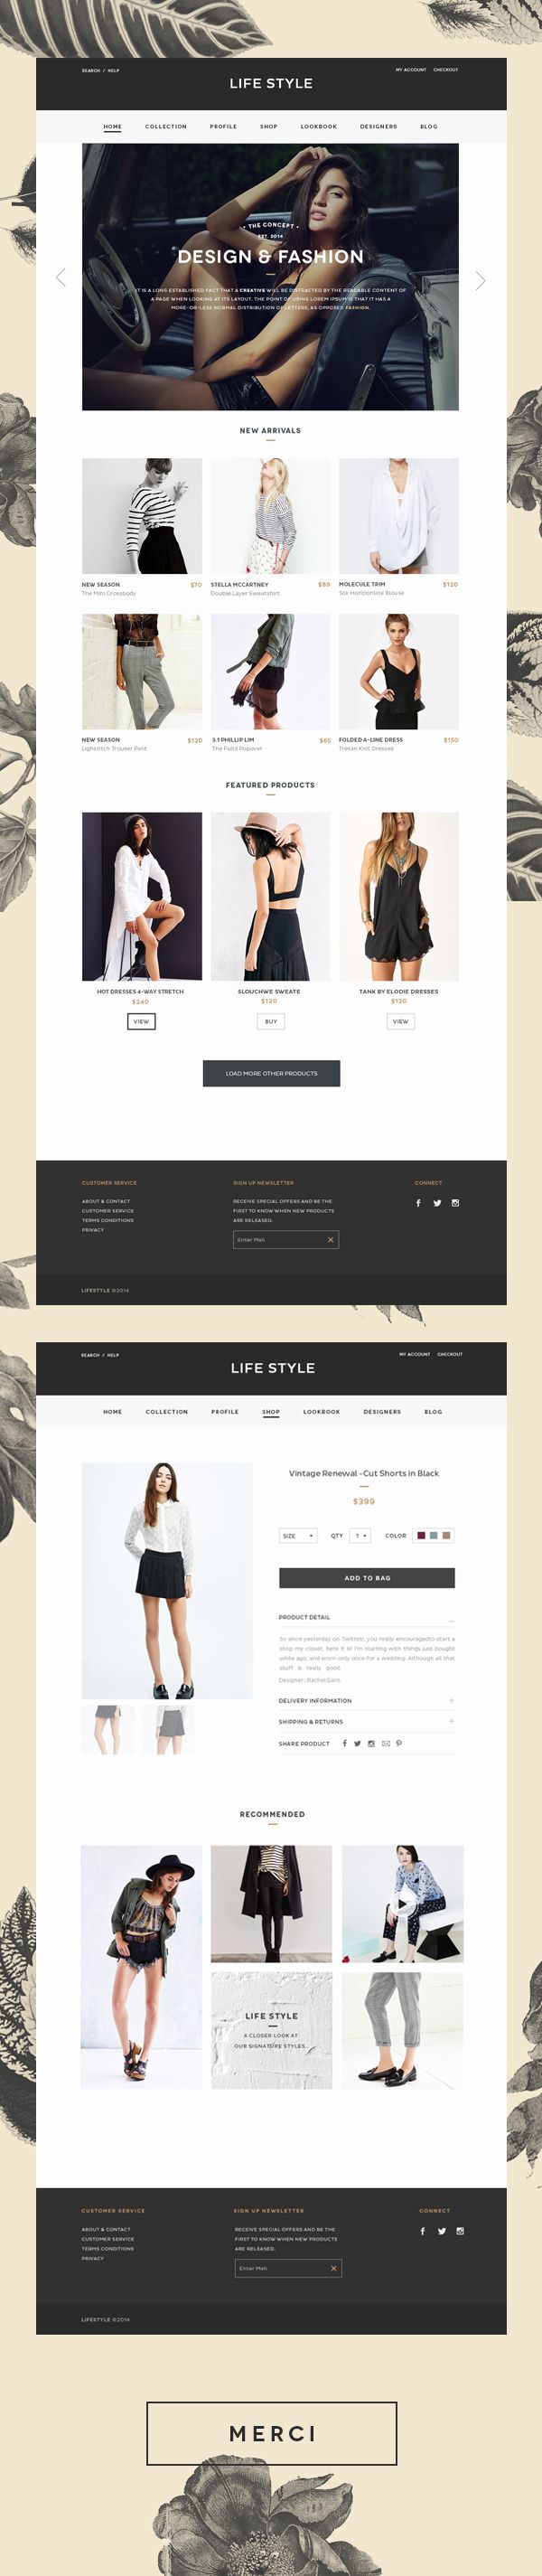 SEARCH / HELP
MY ACCOUNT CHECKOUT
LIFE STYLE
HOME COLLECTION PROFILE SHOP LOOKBOOK DESIGNERS BLOG
• THE CONCEPT •
EST. 2014
DESIGN & FASHION
IT IS A LONG ESTABLISHED FACT THAT A CREATIVE WILL BE DISTRACTED BY THE READABLE CONTENT OF
A PAGE WHEN LOOKING AT ITS LAYOUT. THE POINT OF USING LOREM IPSUM IS THAT IT HAS A
MORE-OR-LESS NORMAL DISTRIBUTION OF LETTERS, AS OPPOSED FASHION.
NEW ARRIVALS
NEW SEASON $70
The Mini Crossbody
STELLA MCCARTNEY $89
Double Layer Sweatshirt
MOLECULE TRIM $120
Silk Horizionline Blouse
NEW SEASON $120
Lightstitch Trouser Pant
3.1 PHILLIP LIM $65
The Fulid Popover
FOLDED A-LINE DRESS $150
Tresan Knit Dresses
FEATURED PRODUCTS
HOT DRESSES 4-WAY STRETCH
$240
VIEW
SLOUCHWE SWEATE
$120
BUY
TANK BY ELODIE DRESSES
$120
VIEW
LOAD MORE OTHER PRODUCTS
CUSTOMER SERVICE
ABOUT & CONTACT
CUSTOMER SERVICE
TERMS CONDITIONS
PRIVACY
SIGN UP NEWSLETTER
RECEIVE SPECIAL OFFERS AND BE THE
FIRST TO KNOW WHEN NEW PRODUCTS
ARE RELEASED.
Enter Mail
CONNECT
LIFESTYLE ©2014
SEARCH / HELP
MY ACCOUNT CHECKOUT
LIFE STYLE
HOME COLLECTION PROFILE SHOP LOOKBOOK DESIGNERS BLOG
Vintage Renewal -Cut Shorts in Black
$399
SIZE QTY 1 COLOR
ADD TO BAG
PRODUCT DETAIL
So since yesterday on Twittetr, you really encouragedto start a
shop my closet, here it is! I'm starting with things just bought
white ago, and worn only once for a wedding. Although all that
stuff is really good
Designer: Rachel Gant.
DELIVERY INFORMATION
SHIPPING & RETURNS
SHARE PRODUCT
RECOMMENDED
LIFE STYLE
A CLOSER LOOK AT
OUR SIGNATURE STYLES..
CUSTOMER SERVICE
ABOUT & CONTACT
CUSTOMER SERVICE
TERMS CONDITIONS
PRIVACY
SIGN UP NEWSLETTER
RECEIVE SPECIAL OFFERS AND BE THE
FIRST TO KNOW WHEN NEW PRODUCTS
ARE RELEASED.
Enter Mail
CONNECT
LIFESTYLE ©2014
MERCI